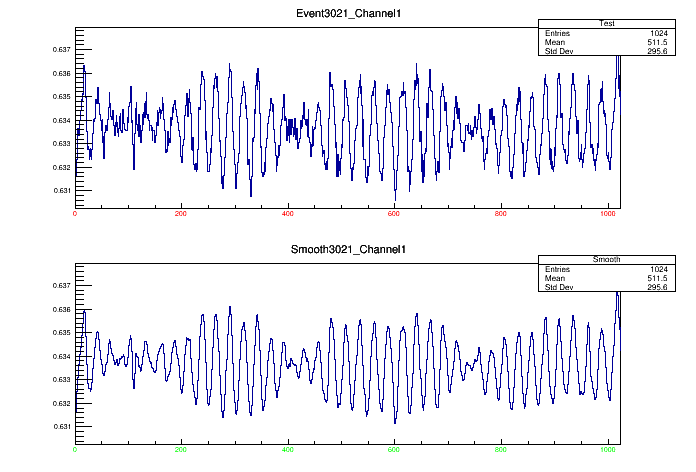 Event3021_Channel1
Test
Entries 1024
Mean 511.5
Std Dev 295.6
0.637
0.636
0.635
0.634
0.633
0.632
0.631
0 200 400 600 800 1000
Smooth3021_Channel1
Smooth
Entries 1024
Mean 511.5
Std Dev 295.6
0.637
0.636
0.635
0.634
0.633
0.632
0.631
0 200 400 600 800 1000